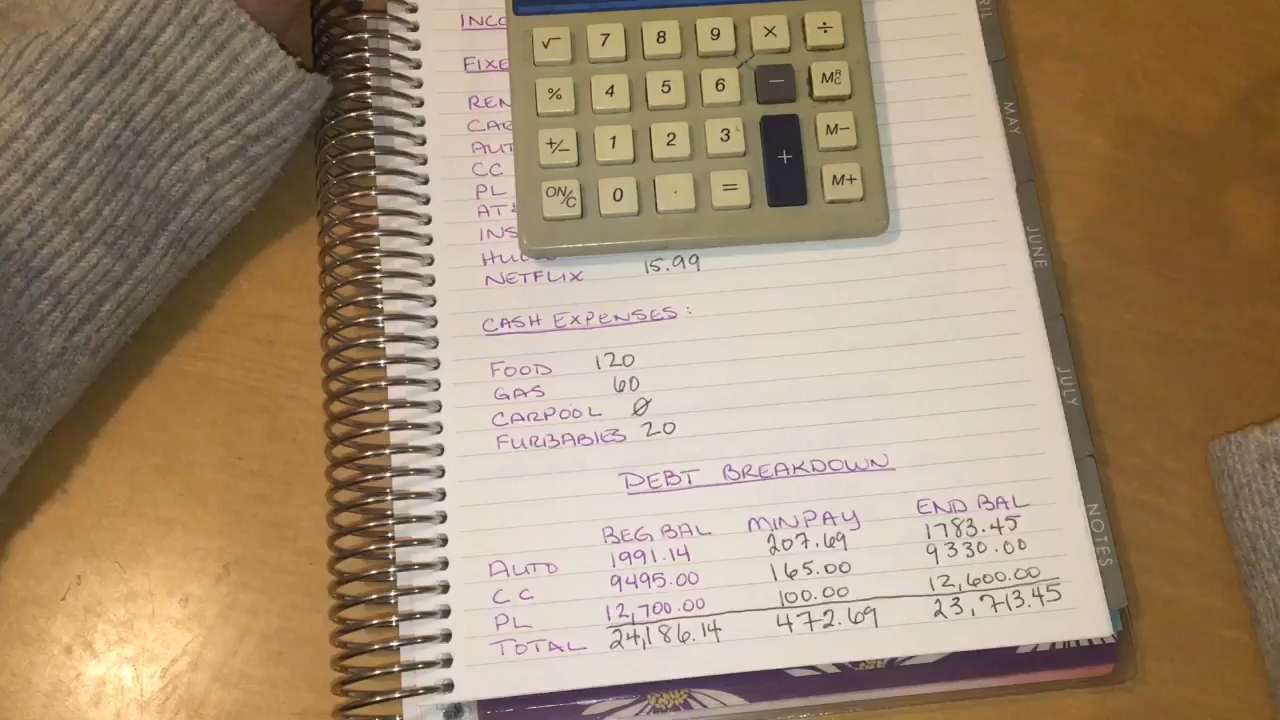 INCO
FIXE
REN
CAR
AUT
CC
PL
AT
INS
HU
NETFLIX 15.99
CASH EXPENSES:
FOOD 120
GAS 60
CARPOOL Ø
FURBABIES 20
DEBT BREAKDOWN
BEG BAL MIN PAY END BAL
AUTO 1991.14 207.69 1783.45
CC 9495.00 165.00 9330.00
PL 12,700.00 100.00 12,600.00
TOTAL 24,186.14 472.69 23,713.45
√ 7 8 9 × ÷
% 4 5 6 − MRC
+/− 1 2 3 + M−
ON/C 0 . = M+
RIL
MAY
JUNE
JULY
NOTES